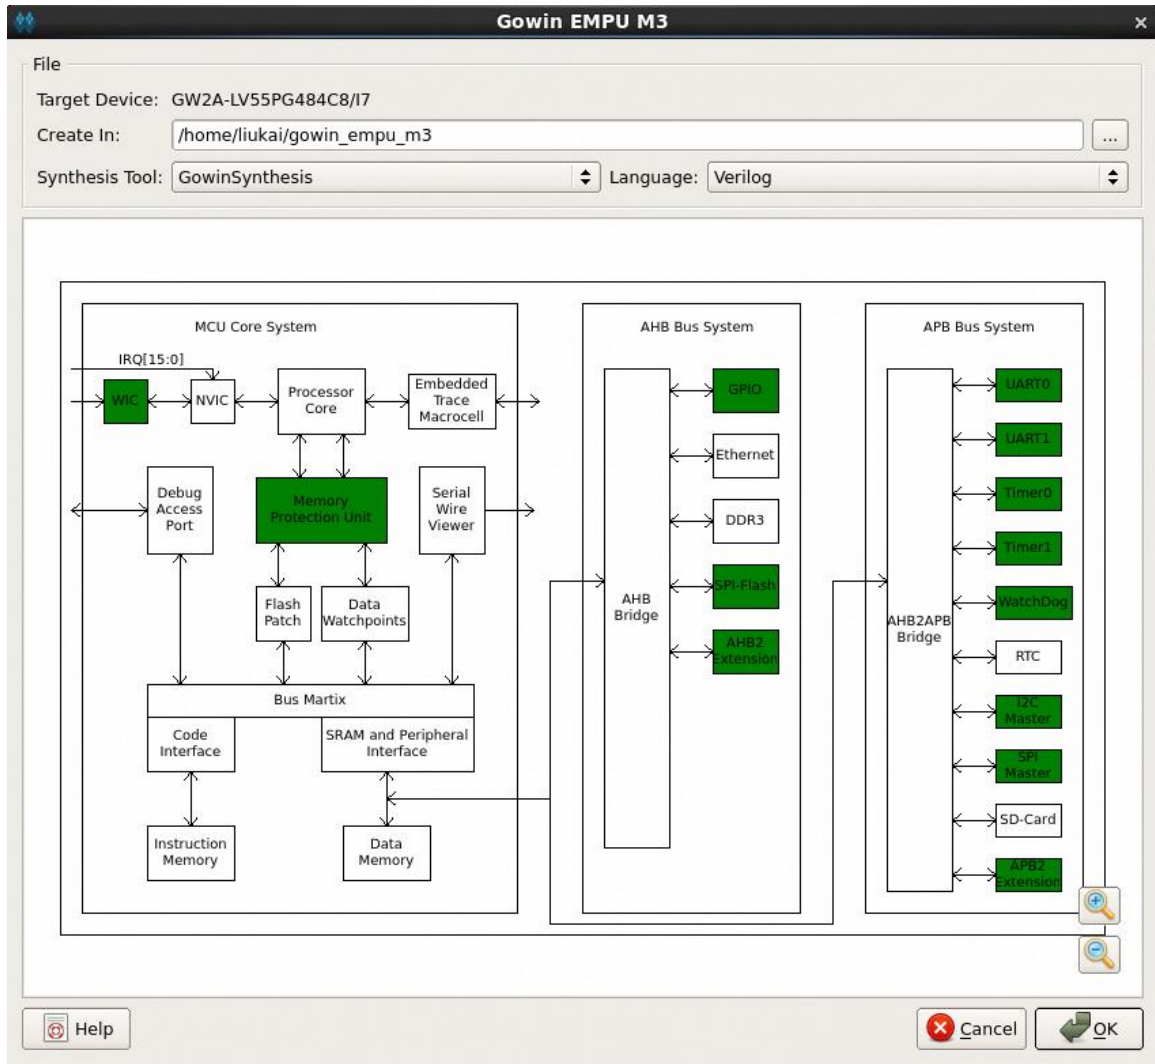 Gowin EMPU M3
File
Target Device: GW2A-LV55PG484C8/I7
Create In: /home/liukai/gowin_empu_m3 ...
Synthesis Tool: GowinSynthesis Language: Verilog
MCU Core System
IRQ[15:0]
WIC
NVIC
Processor
Core
Embedded
Trace
Macrocell
Debug
Access
Port
Memory
Protection Unit
Serial
Wire
Viewer
Flash
Patch
Data
Watchpoints
Bus Martix
Code
Interface
SRAM and Peripheral
Interface
Instruction
Memory
Data
Memory
AHB Bus System
AHB
Bridge
GPIO
Ethernet
DDR3
SPI-Flash
AHB2
Extension
APB Bus System
AHB2APB
Bridge
UART0
UART1
Timer0
Timer1
WatchDog
RTC
I2C
Master
SPI
Master
SD-Card
APB2
Extension
Help
Cancel
OK